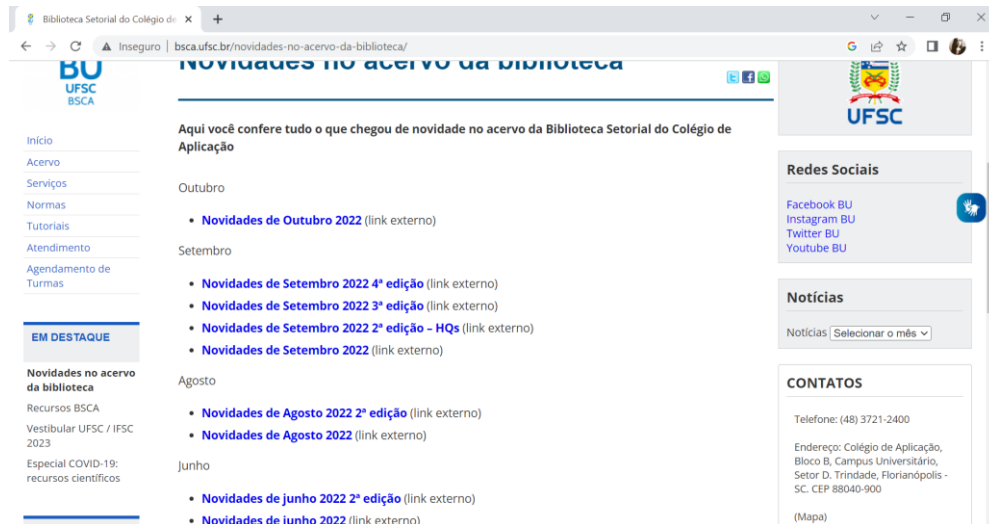 Biblioteca Setorial do Colégio de
Inseguro | bsca.ufsc.br/novidades-no-acervo-da-biblioteca/
BU
UFSC
BSCA
Início
Acervo
Serviços
Normas
Tutoriais
Atendimento
Agendamento de
Turmas
EM DESTAQUE
Novidades no acervo
da biblioteca
Recursos BSCA
Vestibular UFSC / IFSC
2023
Especial COVID-19:
recursos científicos
Novidades no acervo da biblioteca
Aqui você confere tudo o que chegou de novidade no acervo da Biblioteca Setorial do Colégio de
Aplicação
Outubro
• Novidades de Outubro 2022 (link externo)
Setembro
• Novidades de Setembro 2022 4ª edição (link externo)
• Novidades de Setembro 2022 3ª edição (link externo)
• Novidades de Setembro 2022 2ª edição – HQs (link externo)
• Novidades de Setembro 2022 (link externo)
Agosto
• Novidades de Agosto 2022 2ª edição (link externo)
• Novidades de Agosto 2022 (link externo)
Junho
• Novidades de junho 2022 2ª edição (link externo)
• Novidades de junho 2022 (link externo)
UFSC
Redes Sociais
Facebook BU
Instagram BU
Twitter BU
Youtube BU
Notícias
Notícias Selecionar o mês
CONTATOS
Telefone: (48) 3721-2400
Endereço: Colégio de Aplicação,
Bloco B, Campus Universitário,
Setor D. Trindade, Florianópolis -
SC. CEP 88040-900
(Mapa)